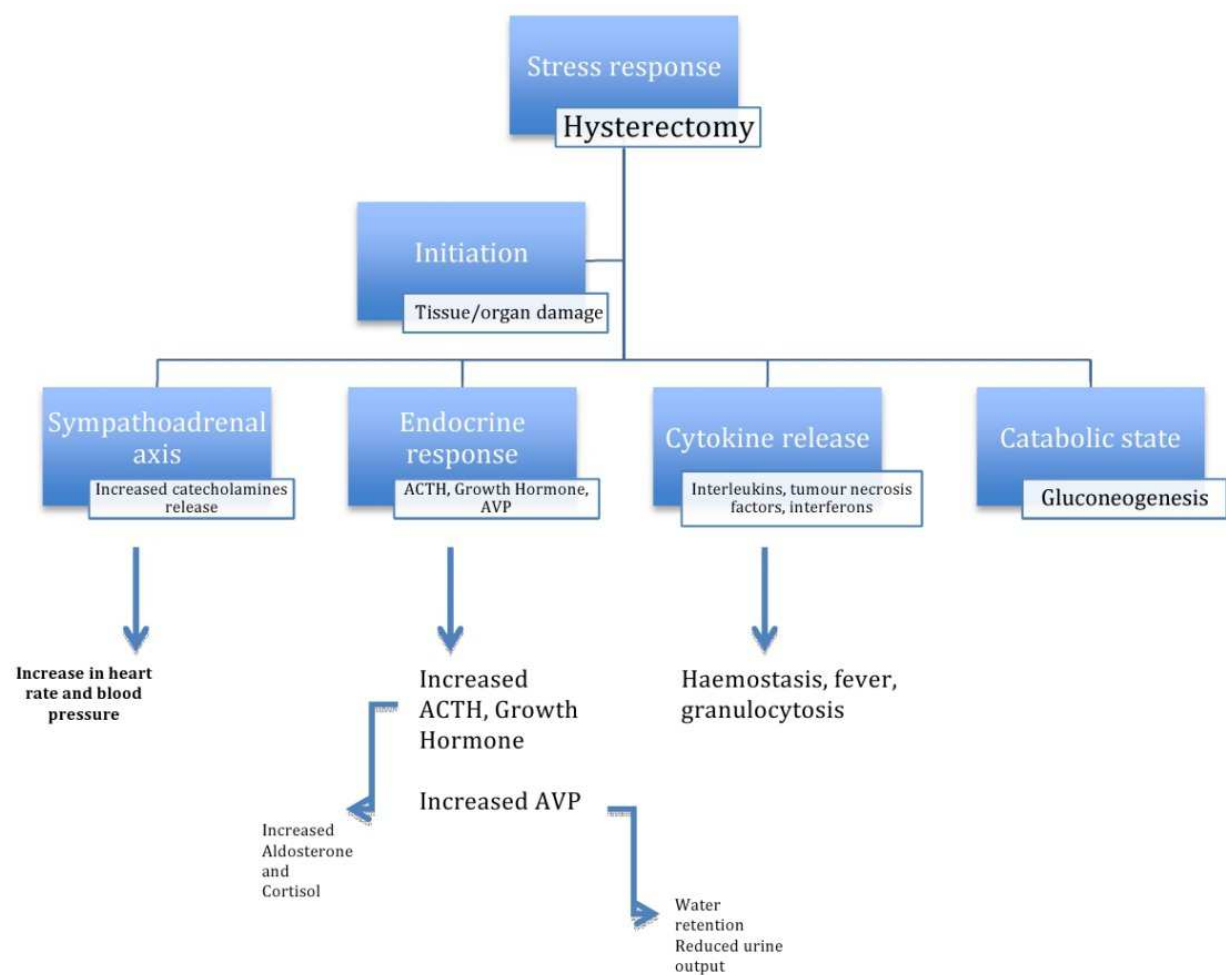 Stress response
Hysterectomy
Initiation
Tissue/organ damage
Sympathoadrenal
axis
Increased catecholamines
release
Endocrine
response
ACTH, Growth Hormone,
AVP
Cytokine release
Interleukins, tumour necrosis
factors, interferons
Catabolic state
Gluconeogenesis
Increase in heart
rate and blood
pressure
Increased
ACTH, Growth
Hormone
Increased AVP
Haemostasis, fever,
granulocytosis
Increased
Aldosterone
and
Cortisol
Water
retention
Reduced urine
output